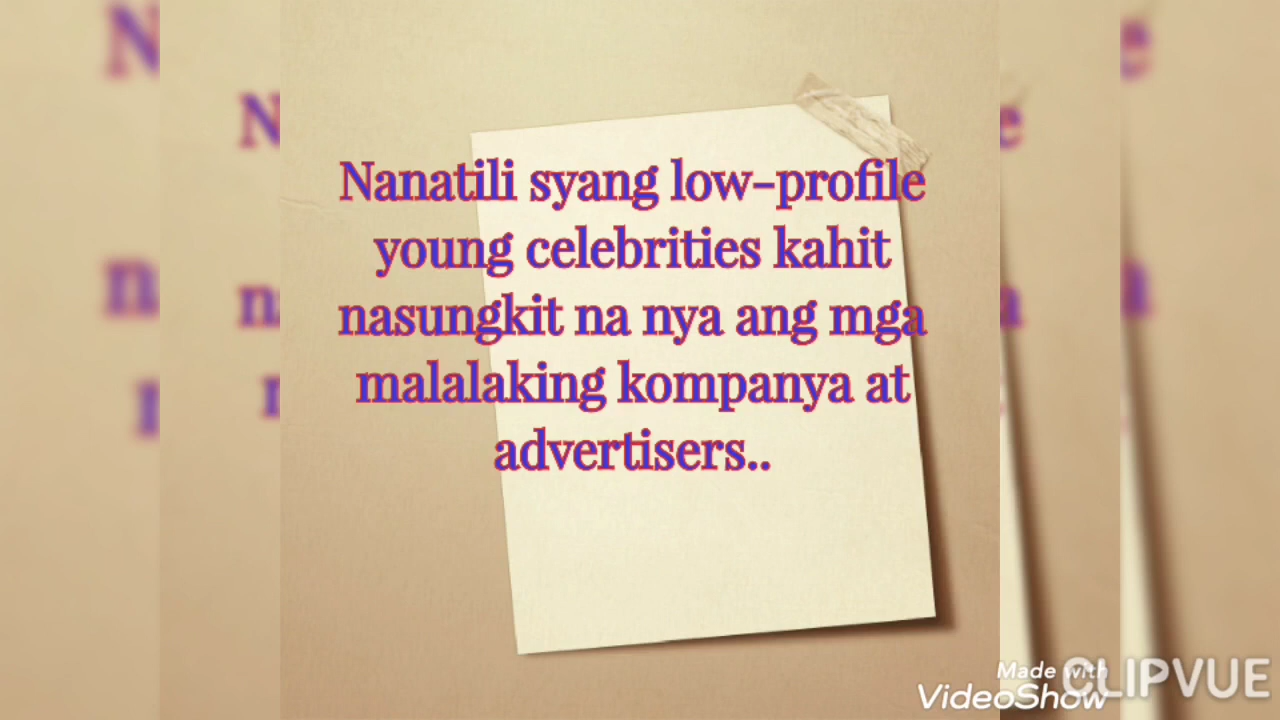 Nanatili syang low-profile
young celebrities kahit
nasungkit na nya ang mga
malalaking kompanya at
advertisers..
Made with
VideoShow
CLIPVUE